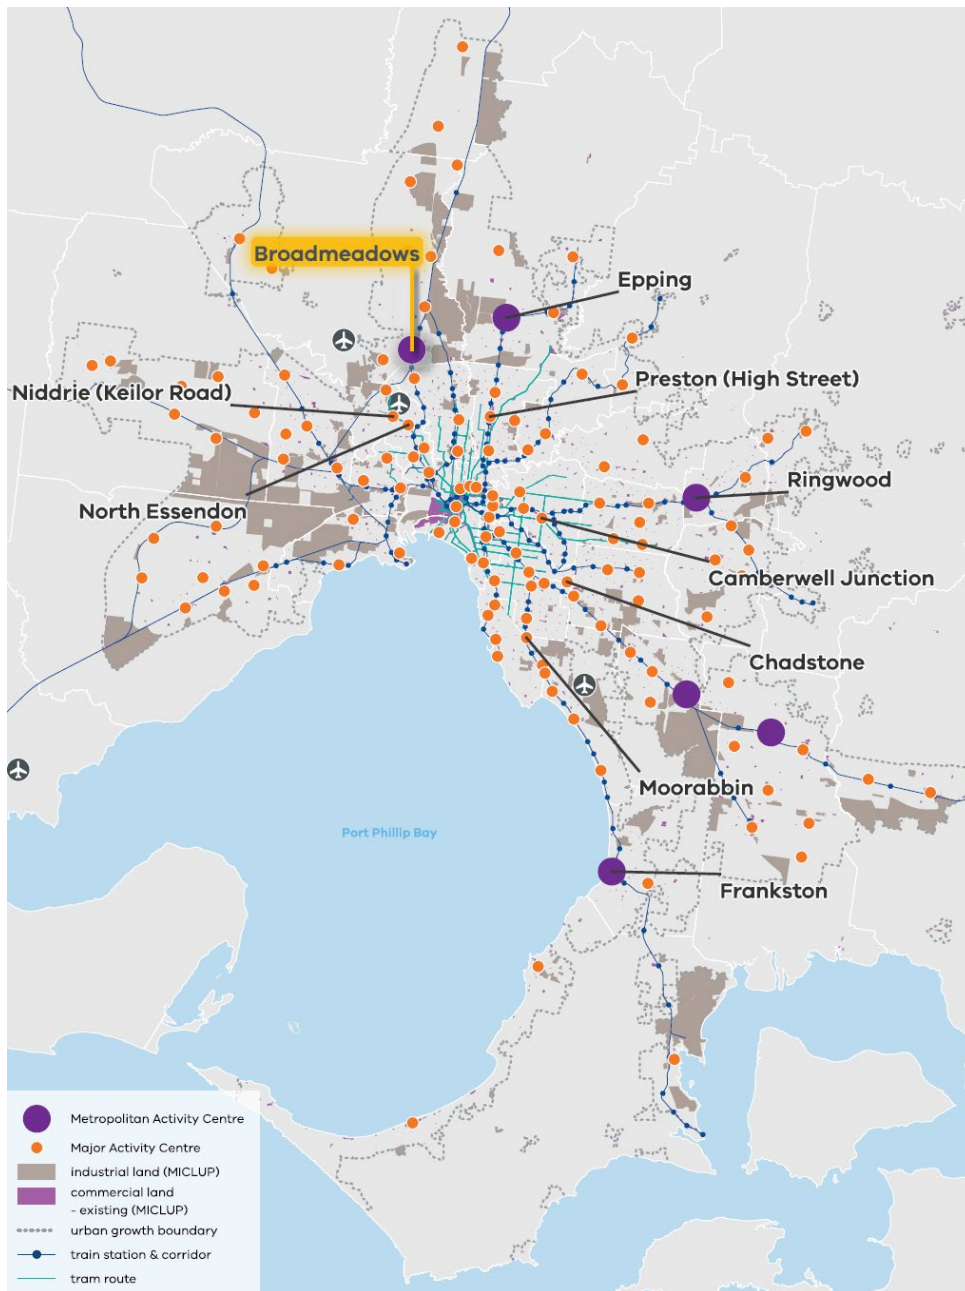 Broadmeadows
Epping
Niddrie (Keilor Road)
Preston (High Street)
Ringwood
North Essendon
Camberwell Junction
Chadstone
Moorabbin
Port Phillip Bay
Frankston
Metropolitan Activity Centre
Major Activity Centre
industrial land (MICLUP)
commercial land
- existing (MICLUP)
urban growth boundary
train station & corridor
tram route